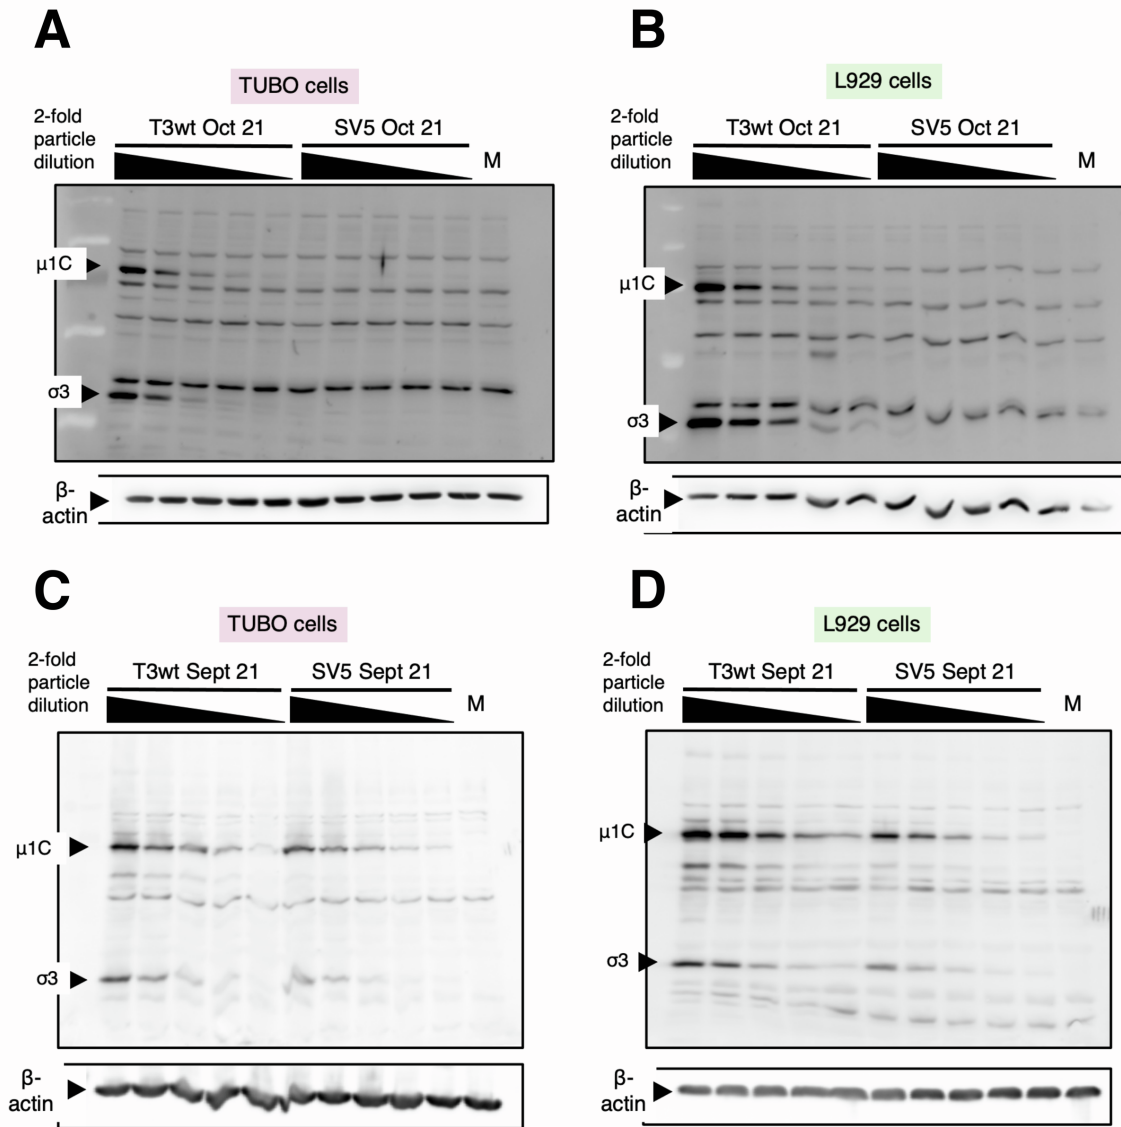 A
TUBO cells
2-fold
particle
dilution
T3wt Oct 21
SV5 Oct 21
M
μ1C
σ3
β-
actin
B
L929 cells
2-fold
particle
dilution
T3wt Oct 21
SV5 Oct 21
M
μ1C
σ3
β-
actin
C
TUBO cells
2-fold
particle
dilution
T3wt Sept 21
SV5 Sept 21
M
μ1C
σ3
β-
actin
D
L929 cells
2-fold
particle
dilution
T3wt Sept 21
SV5 Sept 21
M
μ1C
σ3
β-
actin